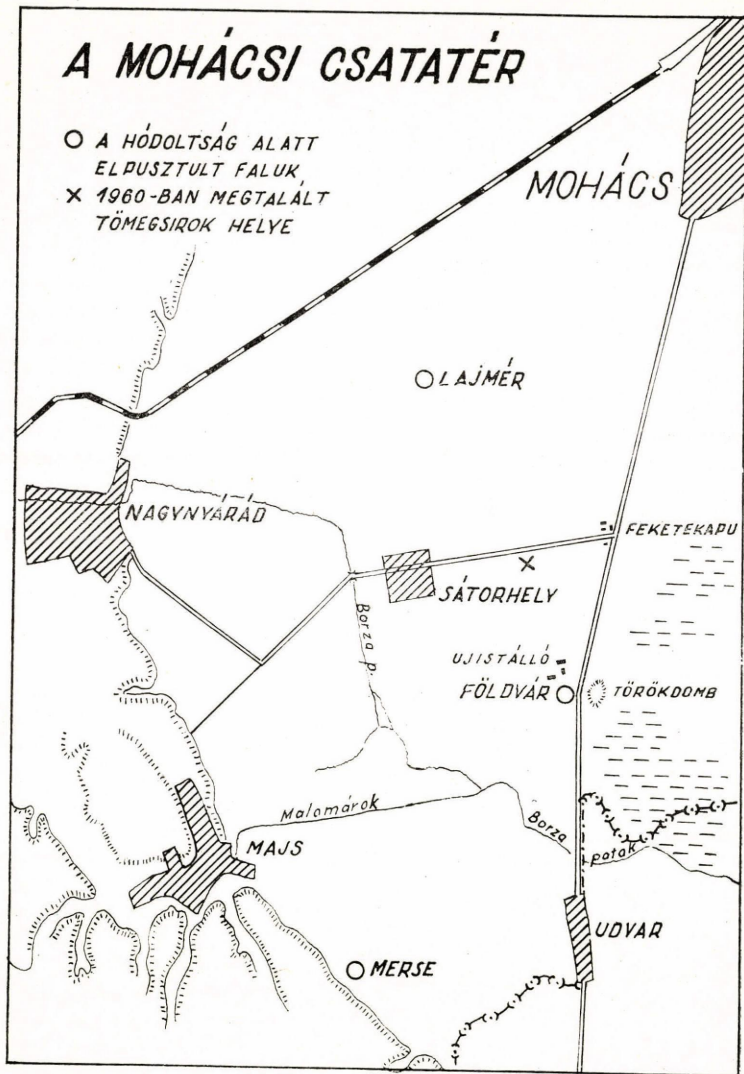 A MOHÁCSI CSATATÉR
A HÓDOLTSÁG ALATT
ELPUSZTULT FALUK
1960-BAN MEGTALÁLT
TÖMEGSIROK HELYE
MOHÁCS
LAJMÉR
NAGYNYÁRÁD
FEKETEKAPU
SÁTORHELY
Borza p.
UJISTÁLLÓ
FÖLDVÁR
TÖRÖKDOMB
Malomárok
Borza
patak
MAJS
UDVAR
MERSE